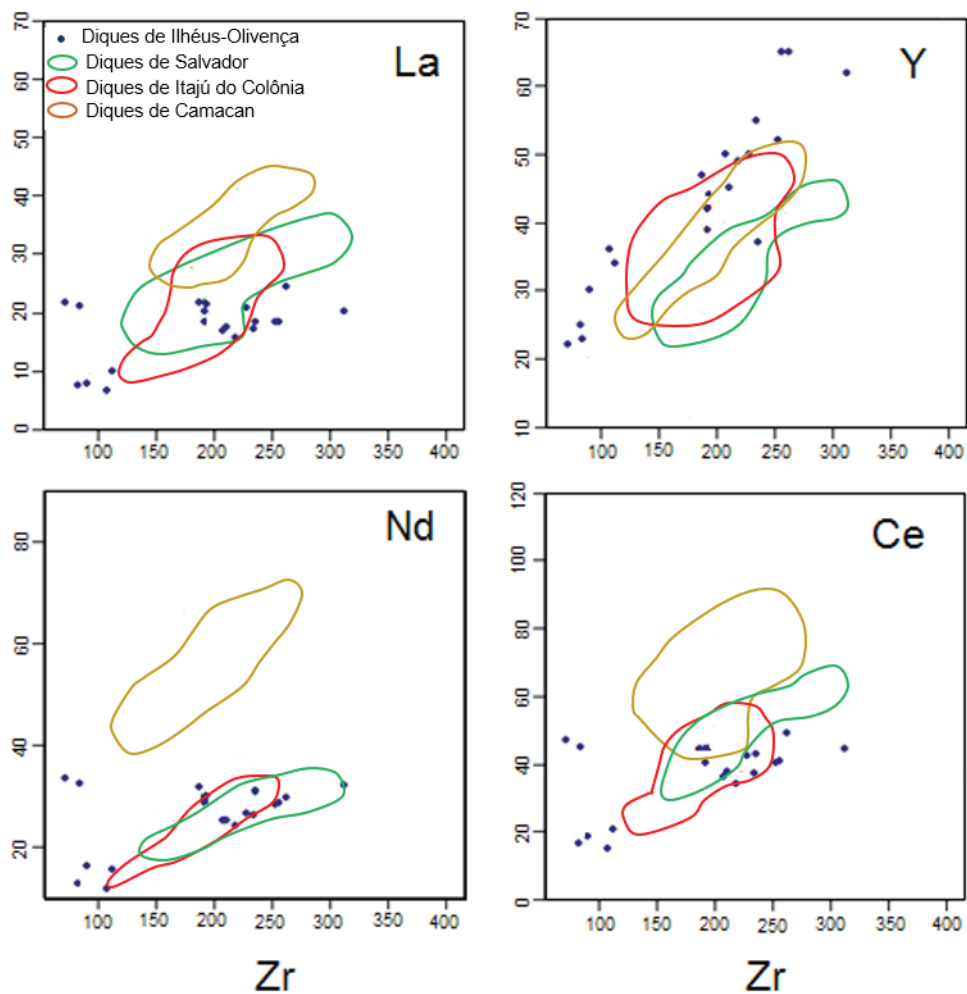 70
60
50
40
30
20
10
0
Diques de Ilhéus-Olivença
Diques de Salvador
Diques de Itajú do Colônia
Diques de Camacan
La
100 150 200 250 300 350 400
70
60
50
40
30
20
10
Y
100 150 200 250 300 350 400
80
60
40
20
Nd
100 150 200 250 300 350 400
Zr
120
100
80
60
40
20
0
Ce
100 150 200 250 300 350 400
Zr